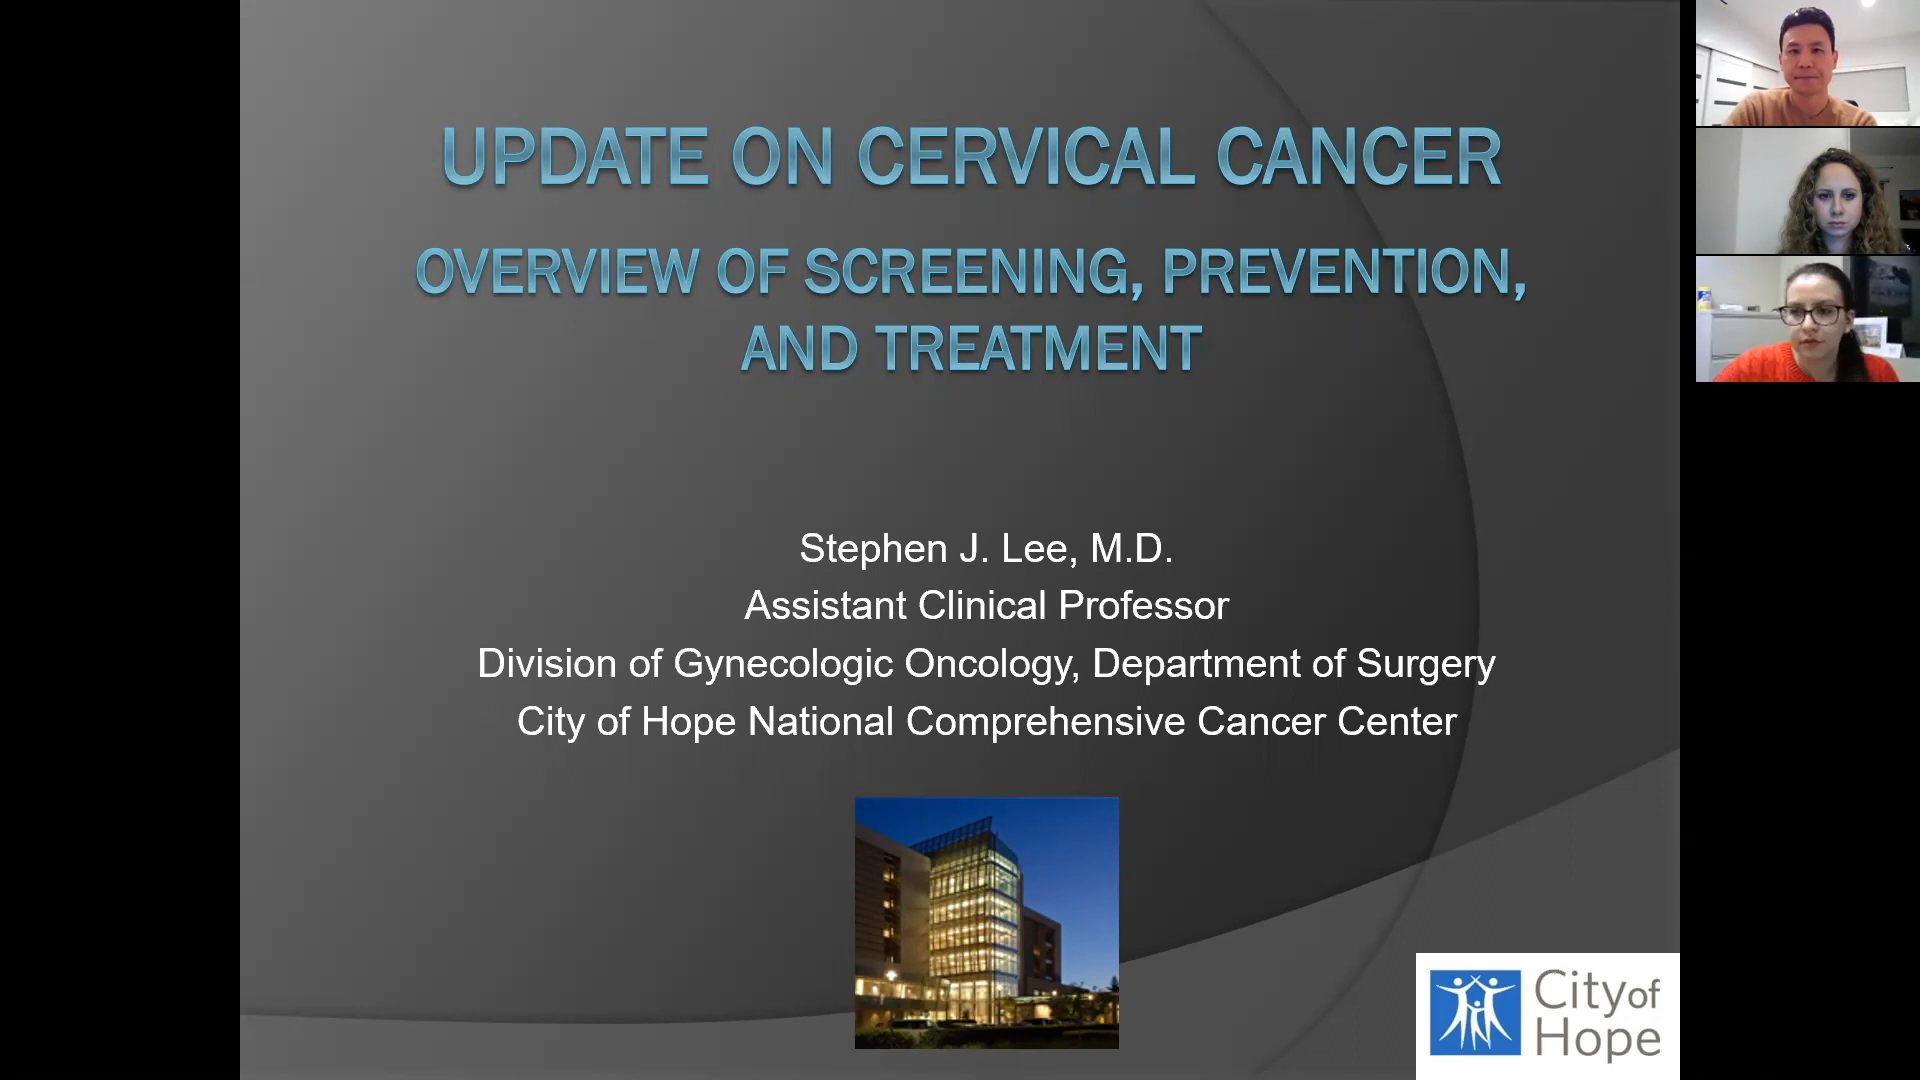 UPDATE ON CERVICAL CANCER
OVERVIEW OF SCREENING, PREVENTION,
AND TREATMENT
Stephen J. Lee, M.D.
Assistant Clinical Professor
Division of Gynecologic Oncology, Department of Surgery
City of Hope National Comprehensive Cancer Center
City of
Hope